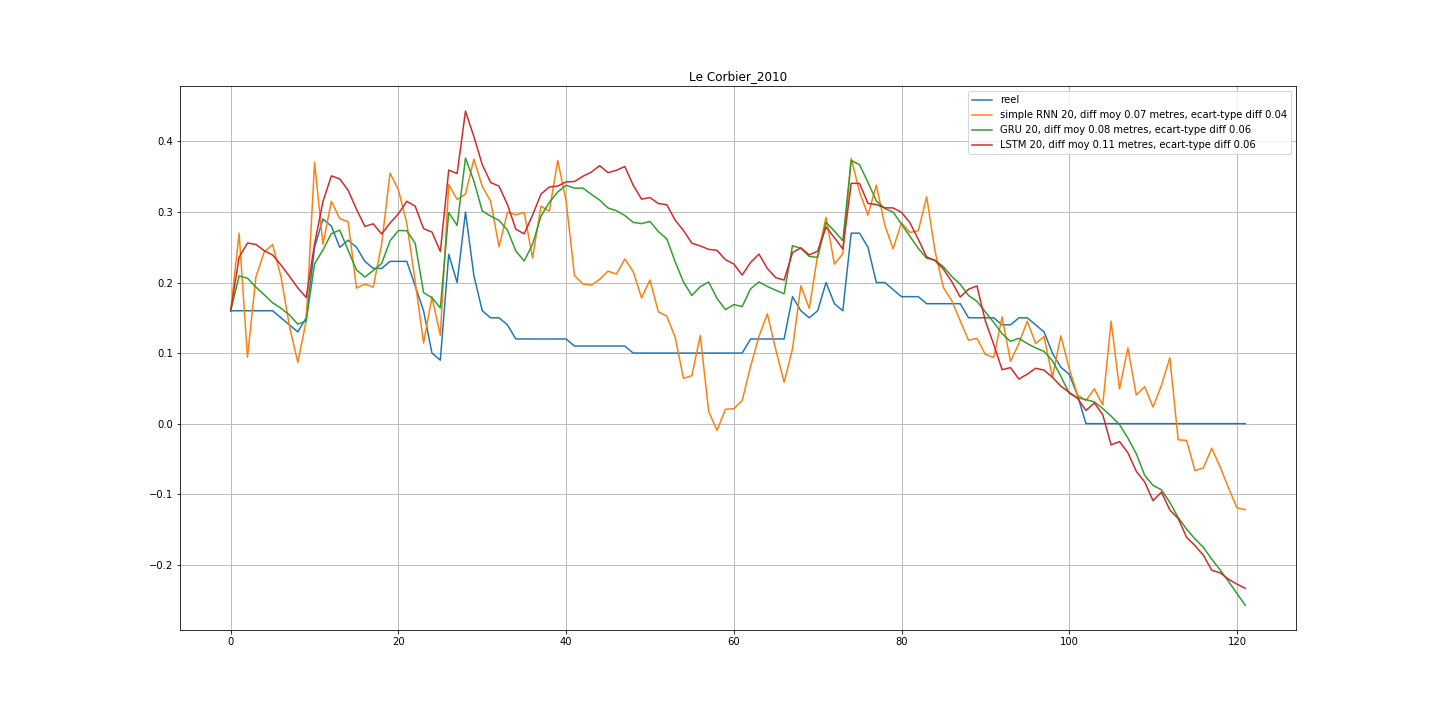 Le Corbier_2010
reel
simple RNN 20, diff moy 0.07 metres, ecart-type diff 0.04
GRU 20, diff moy 0.08 metres, ecart-type diff 0.06
LSTM 20, diff moy 0.11 metres, ecart-type diff 0.06
0.4
0.3
0.2
0.1
0.0
−0.1
−0.2
0 20 40 60 80 100 120